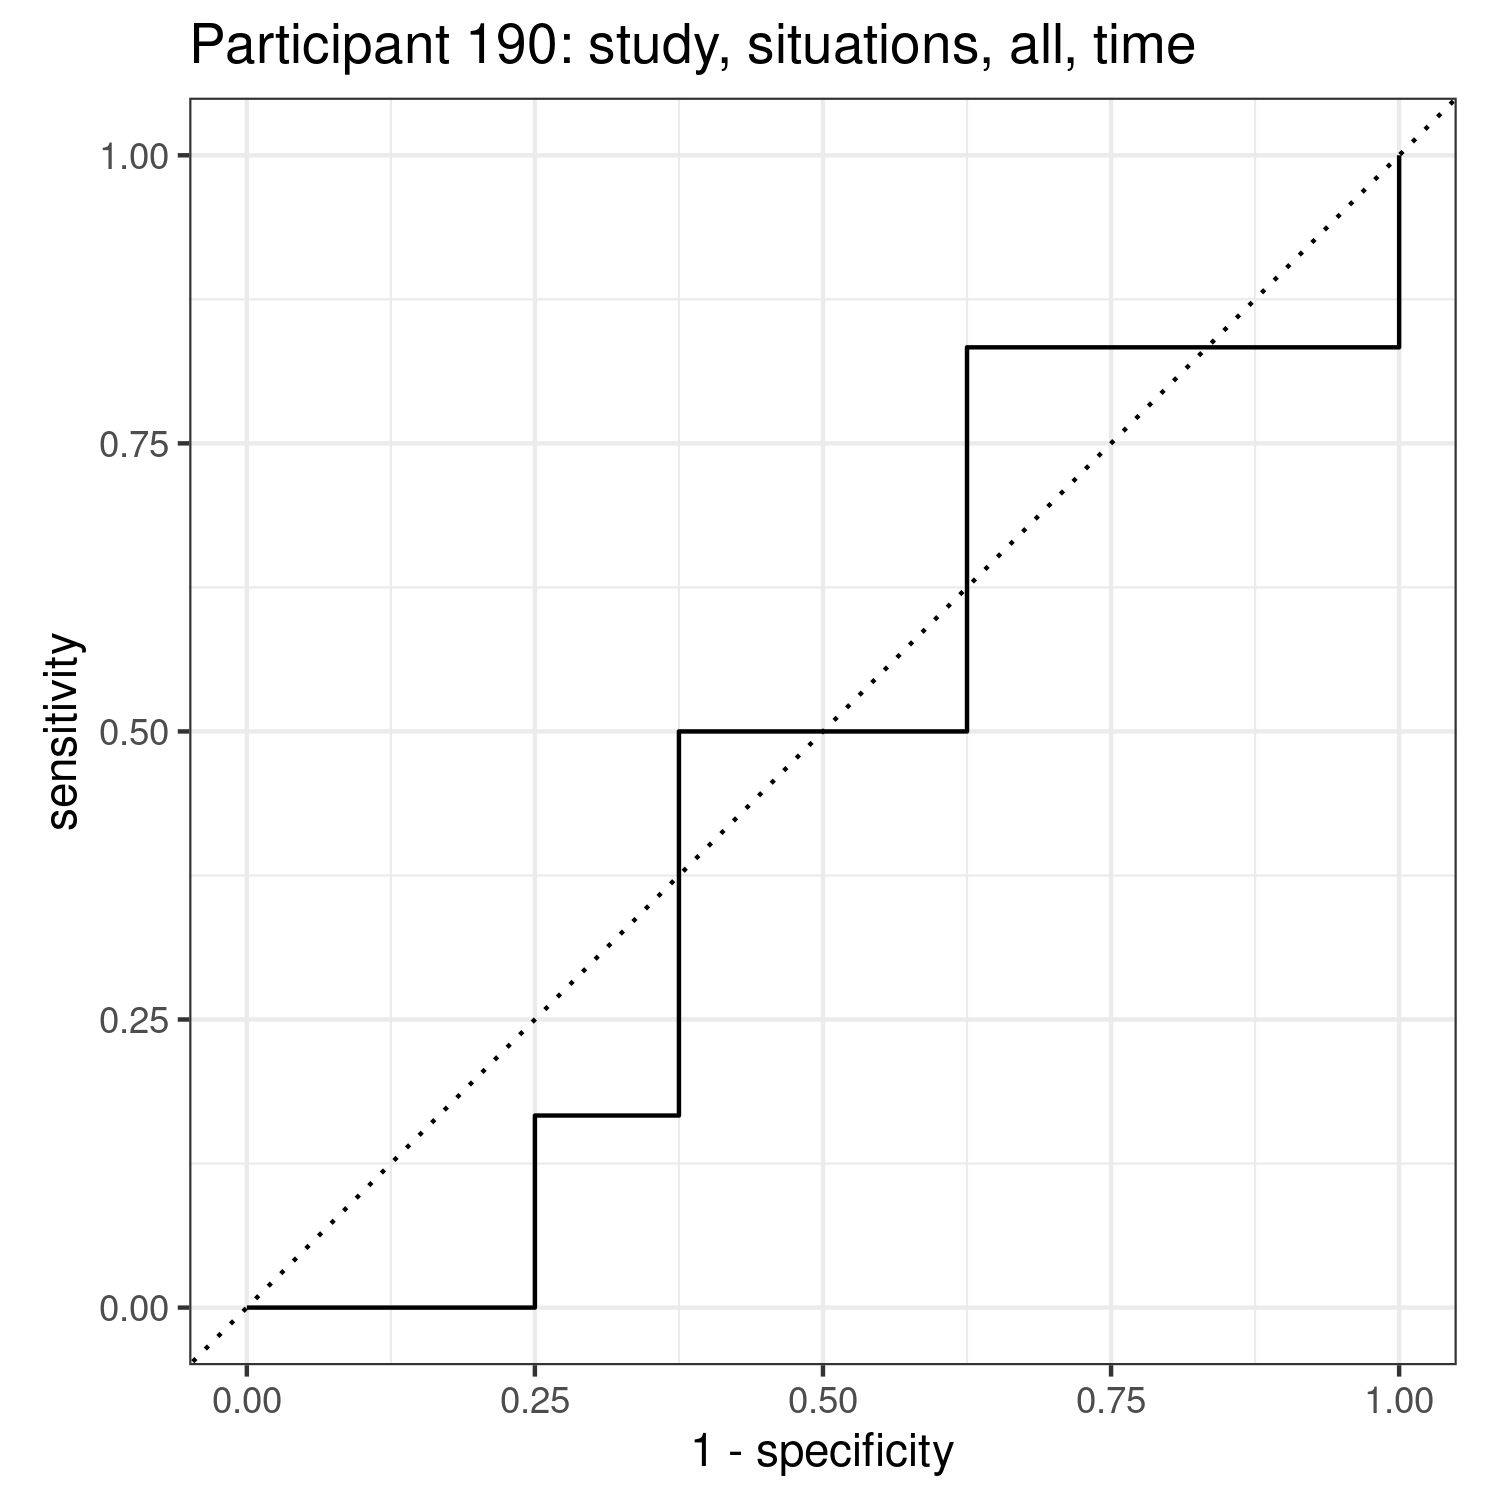 Participant 190: study, situations, all, time
1.00
0.75
0.50
0.25
0.00
sensitivity
0.00 0.25 0.50 0.75 1.00
1 - specificity